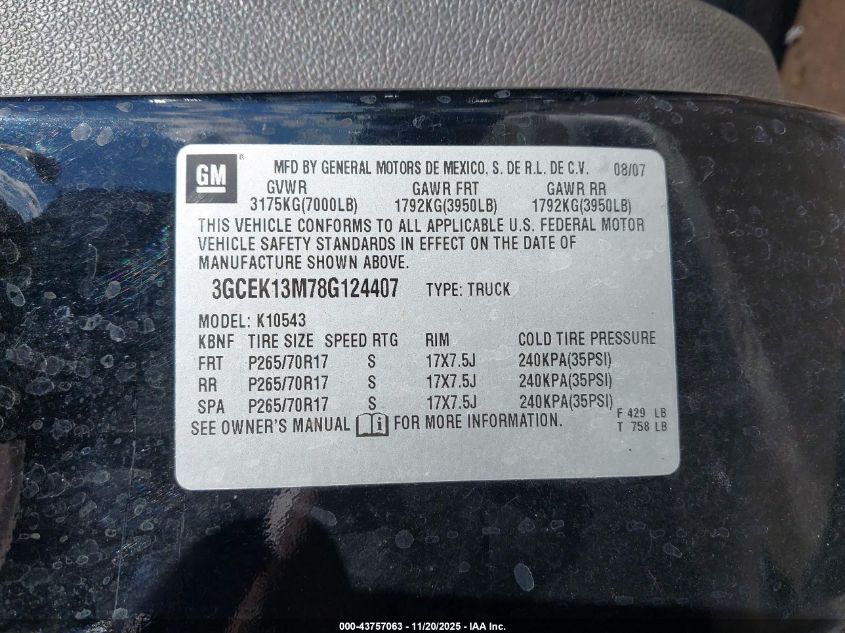 GM ® MFD BY GENERAL MOTORS DE MEXICO, S. DE R.L. DE C.V. 08/07
GVWR GAWR FRT GAWR RR
3175KG(7000LB) 1792KG(3950LB) 1792KG(3950LB)
THIS VEHICLE CONFORMS TO ALL APPLICABLE U.S. FEDERAL MOTOR
VEHICLE SAFETY STANDARDS IN EFFECT ON THE DATE OF
MANUFACTURE SHOWN ABOVE.
3GCEK13M78G124407 TYPE: TRUCK
MODEL: K10543
KBNF TIRE SIZE SPEED RTG RIM COLD TIRE PRESSURE
FRT P265/70R17 S 17X7.5J 240KPA(35PSI)
RR P265/70R17 S 17X7.5J 240KPA(35PSI)
SPA P265/70R17 S 17X7.5J 240KPA(35PSI)
F 429 LB
SEE OWNER'S MANUAL FOR MORE INFORMATION. T 758 LB
000-43757063 - 11/20/2025 - IAA Inc.